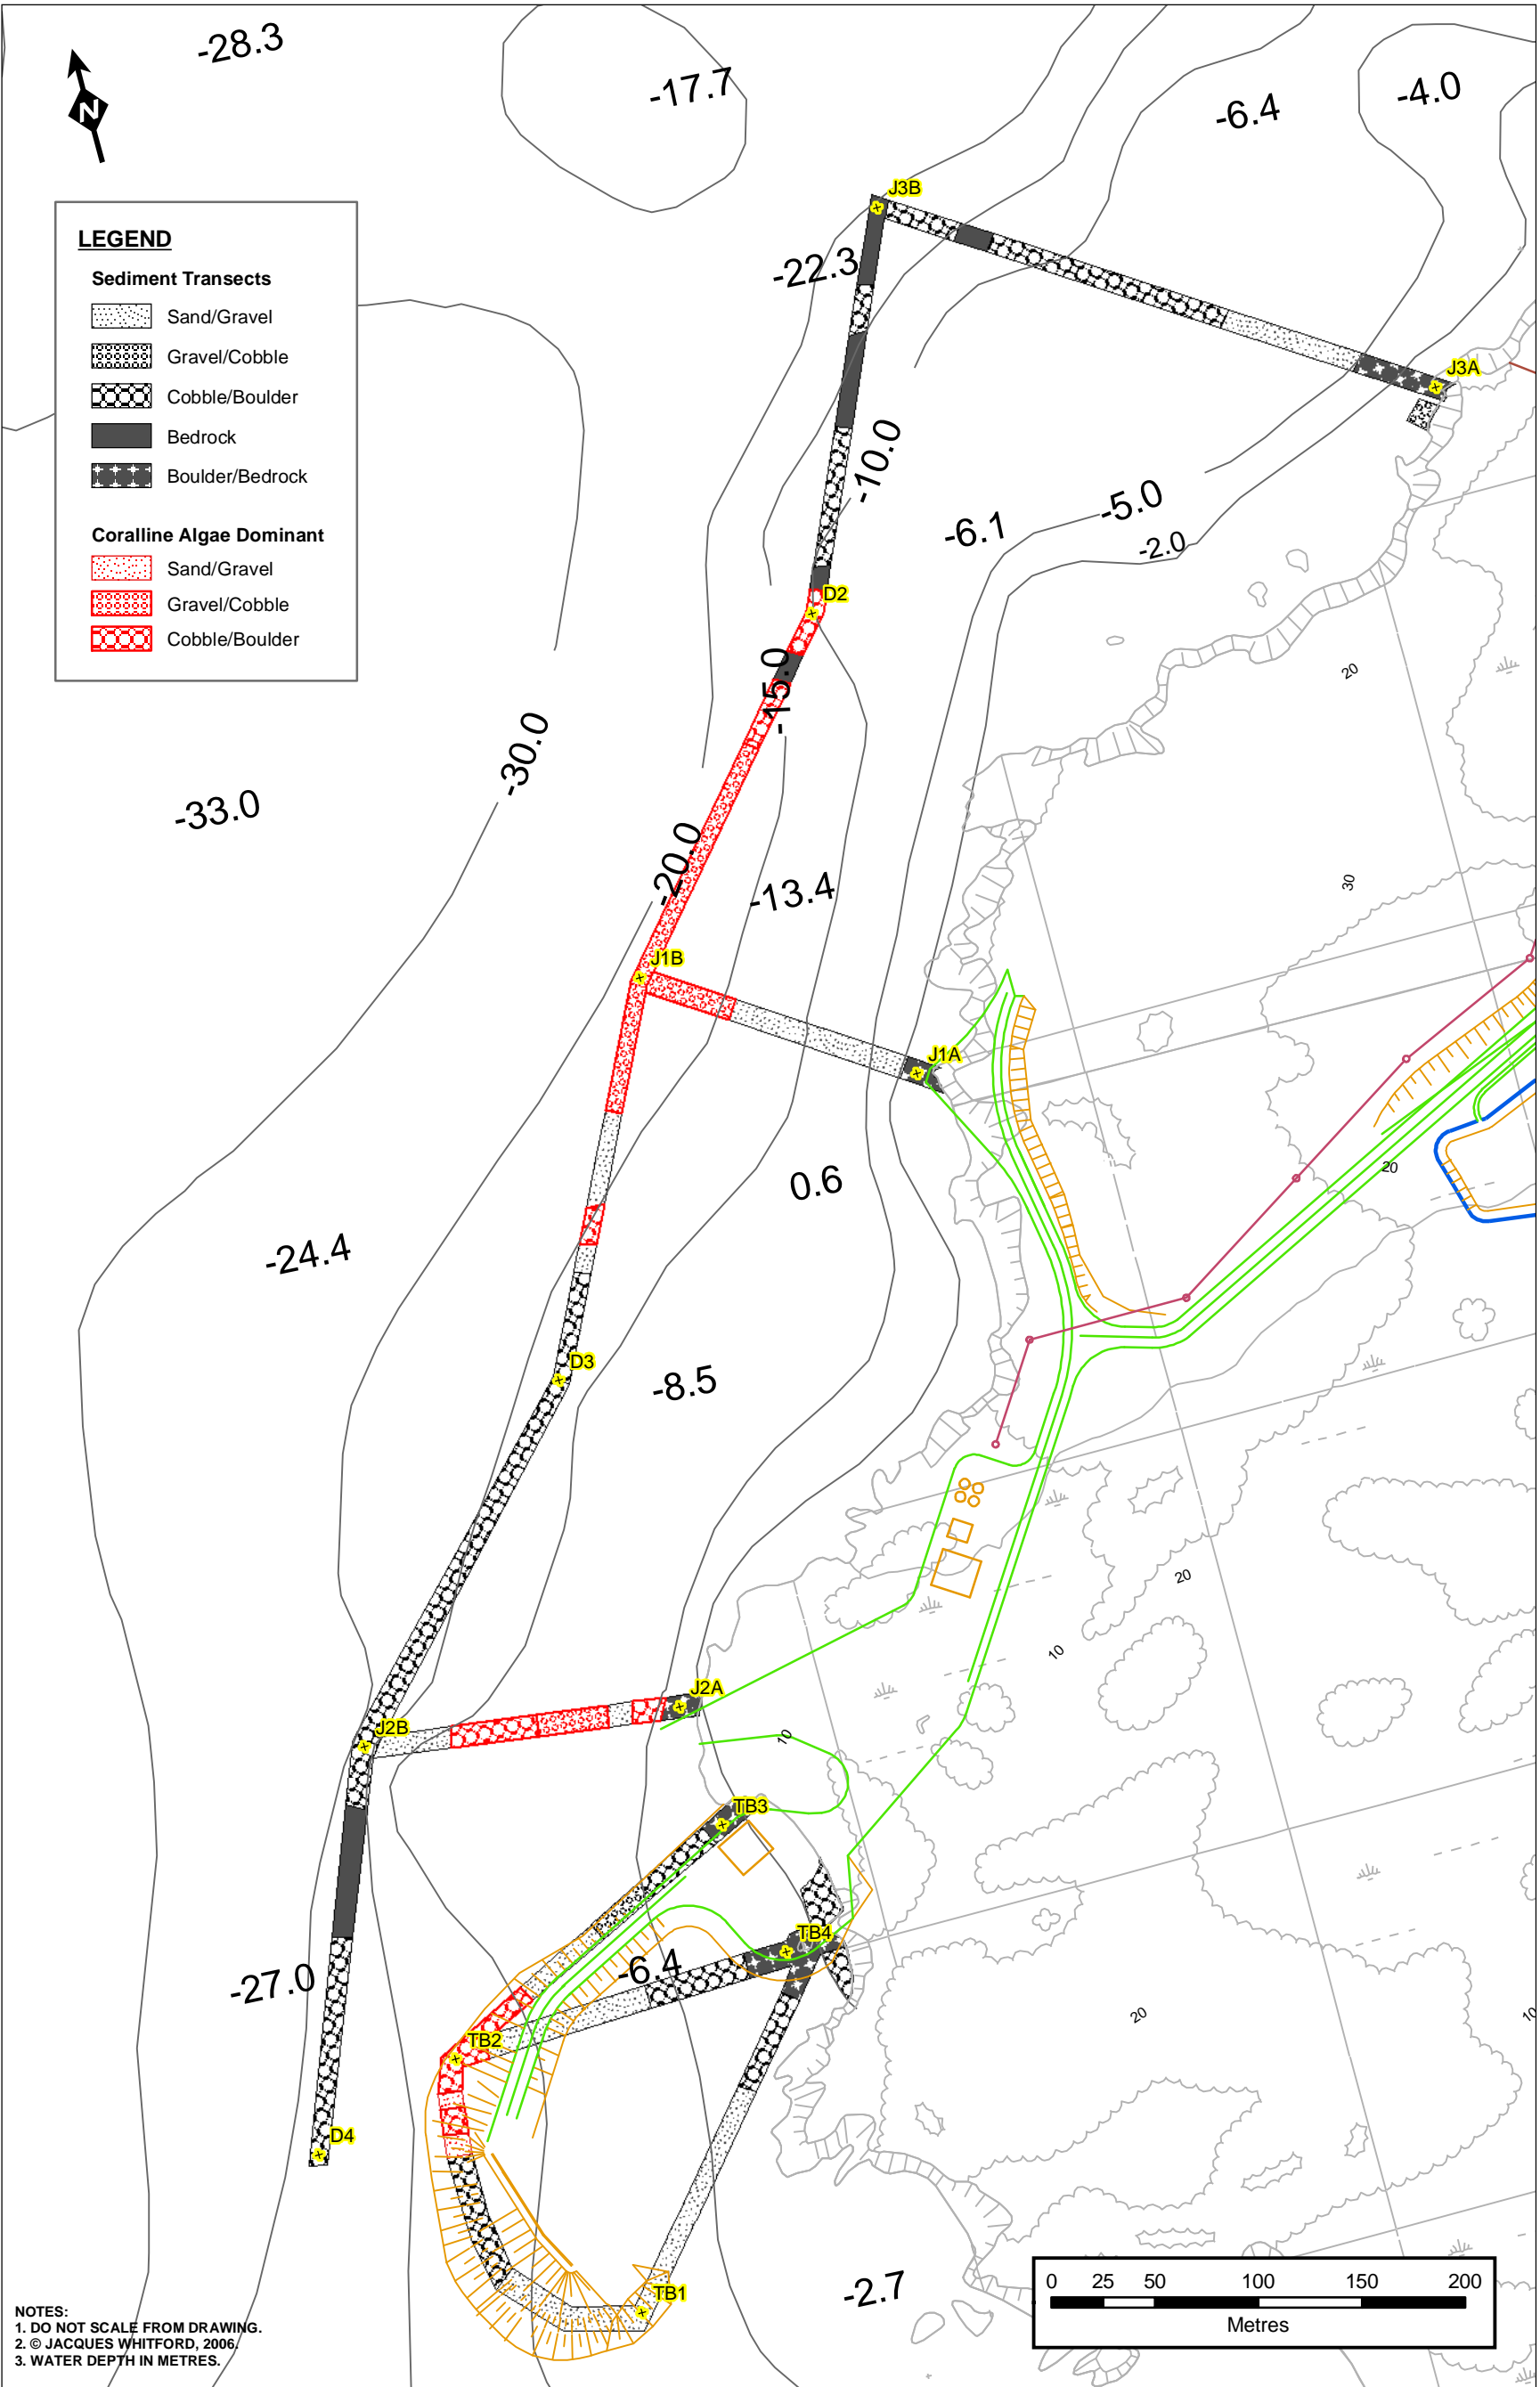 -28.3
-17.7
-6.4
-4.0
N
J3B
LEGEND
Sediment Transects
Sand/Gravel
Gravel/Cobble
Cobble/Boulder
Bedrock
Boulder/Bedrock
Coralline Algae Dominant
Sand/Gravel
Gravel/Cobble
Cobble/Boulder
-22.3
J3A
-10.0
-5.0
-6.1
-2.0
D2
20
-15.0
-30.0
-33.0
-20.0
-13.4
30
J1B
J1A
20
0.6
-24.4
D3
-8.5
20
10
J2A
J2B
10
TB3
TB4
-6.4
-27.0
20
10
TB2
D4
TB1
-2.7
0 25 50 100 150 200
Metres
NOTES:
1. DO NOT SCALE FROM DRAWING.
2. © JACQUES WHITFORD, 2006.
3. WATER DEPTH IN METRES.